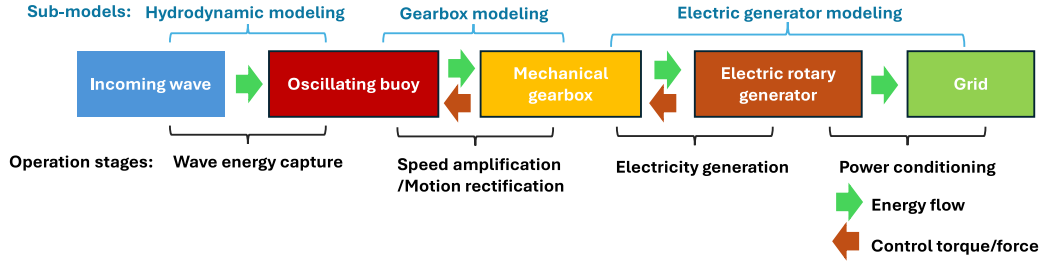 Sub-models: Hydrodynamic modeling Gearbox modeling Electric generator modeling
Incoming wave
Oscillating buoy
Mechanical
gearbox
Electric rotary
generator
Grid
Operation stages: Wave energy capture
Speed amplification
/Motion rectification
Electricity generation
Power conditioning
Energy flow
Control torque/force